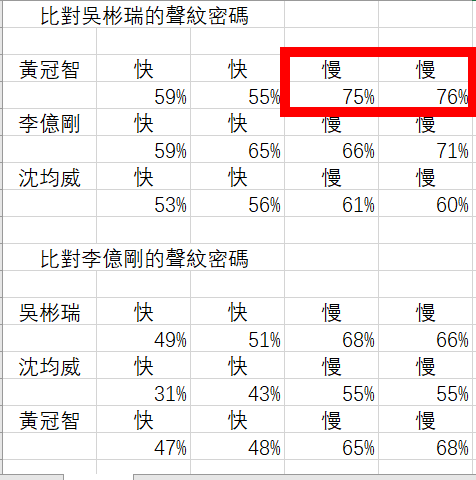 比對吳彬瑞的聲紋密碼
黃冠智 快 快 慢 慢
59% 55% 75% 76%
李億剛 快 快 慢 慢
59% 65% 66% 71%
沈均威 快 快 慢 慢
53% 56% 61% 60%
比對李億剛的聲紋密碼
吳彬瑞 快 快 慢 慢
49% 51% 68% 66%
沈均威 快 快 慢 慢
31% 43% 55% 55%
黃冠智 快 快 慢 慢
47% 48% 65% 68%